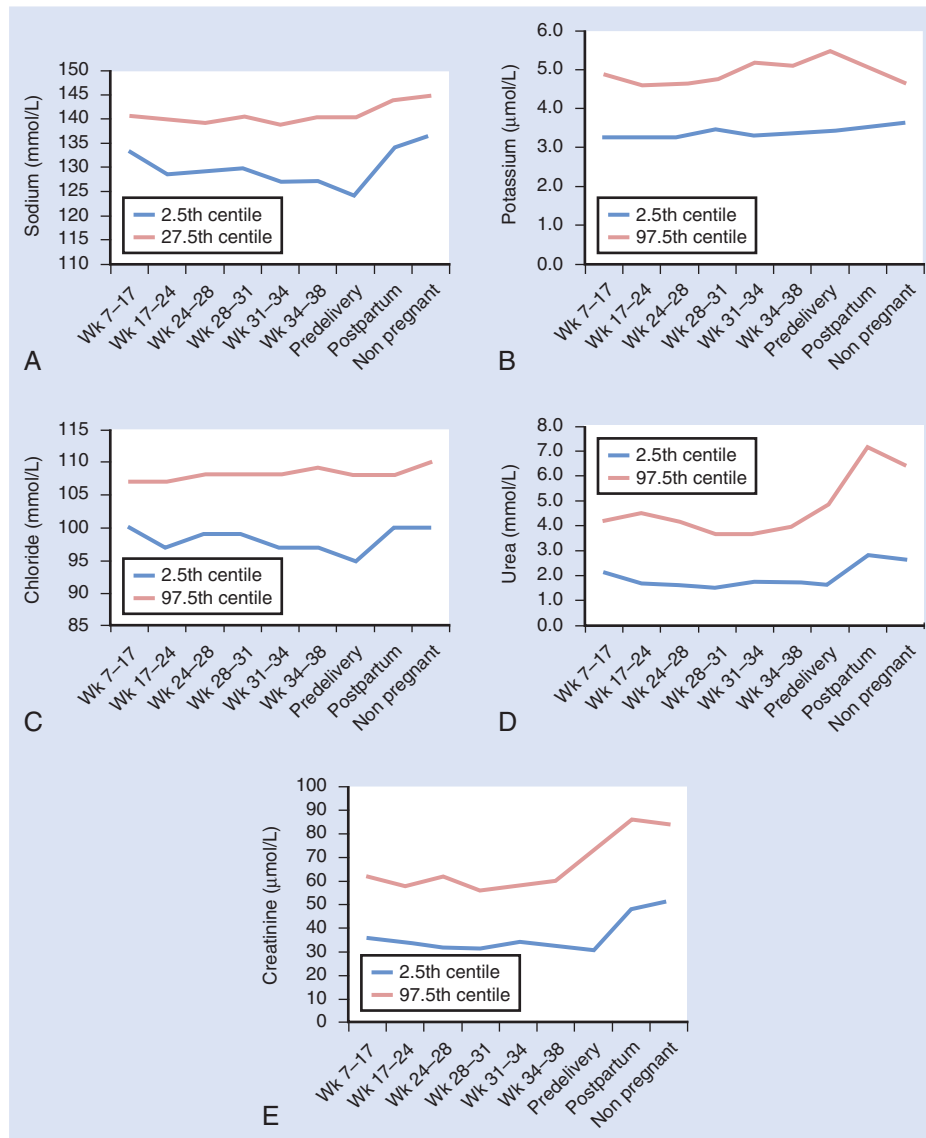 Sodium (mmol/L)
150
145
140
135
130
125
120
115
110
2.5th centile
27.5th centile
Wk 7–17
Wk 17–24
Wk 24–28
Wk 28–31
Wk 31–34
Wk 34–38
Predelivery
Postpartum
Non pregnant
A
Potassium (µmol/L)
6.0
5.0
4.0
3.0
2.0
1.0
0.0
2.5th centile
97.5th centile
Wk 7–17
Wk 17–24
Wk 24–28
Wk 28–31
Wk 31–34
Wk 34–38
Predelivery
Postpartum
Non pregnant
B
Chloride (mmol/L)
115
110
105
100
95
90
85
2.5th centile
97.5th centile
Wk 7–17
Wk 17–24
Wk 24–28
Wk 28–31
Wk 31–34
Wk 34–38
Predelivery
Postpartum
Non pregnant
C
Urea (mmol/L)
8.0
7.0
6.0
5.0
4.0
3.0
2.0
1.0
0.0
2.5th centile
97.5th centile
Wk 7–17
Wk 17–24
Wk 24–28
Wk 28–31
Wk 31–34
Wk 34–38
Predelivery
Postpartum
Non pregnant
D
Creatinine (µmol/L)
100
90
80
70
60
50
40
30
20
10
0
2.5th centile
97.5th centile
Wk 7–17
Wk 17–24
Wk 24–28
Wk 28–31
Wk 31–34
Wk 34–38
Predelivery
Postpartum
Non pregnant
E